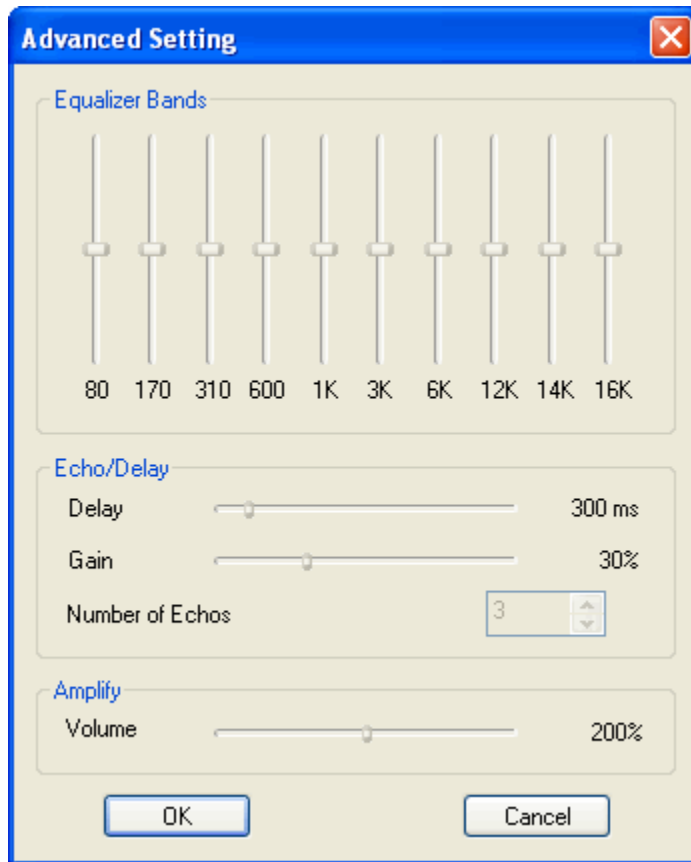 Advanced Setting
Equalizer Bands
80 170 310 600 1K 3K 6K 12K 14K 16K
Echo/Delay
Delay 300 ms
Gain 30%
Number of Echos 3
Amplify
Volume 200%
OK Cancel